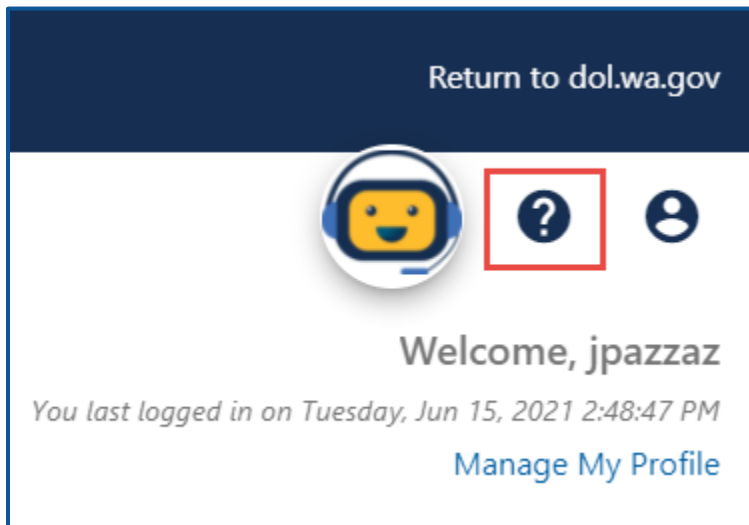 Return to dol.wa.gov
?
Welcome, jpazzaz
You last logged in on Tuesday, Jun 15, 2021 2:48:47 PM
Manage My Profile